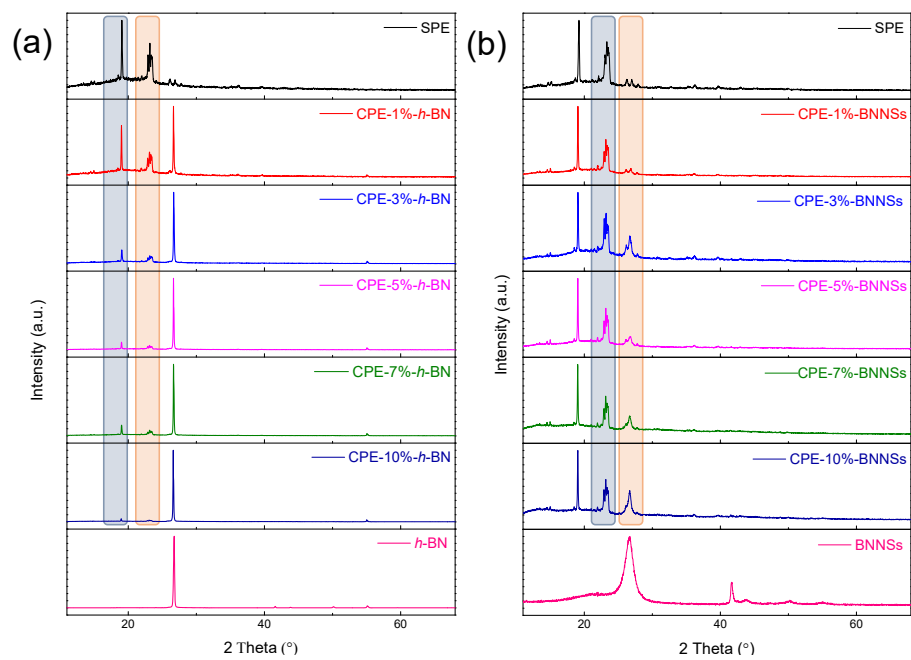 (a)
SPE
CPE-1%-h-BN
CPE-3%-h-BN
CPE-5%-h-BN
CPE-7%-h-BN
CPE-10%-h-BN
h-BN
Intensity (a.u.)
20 40 60
2 Theta (°)
(b)
SPE
CPE-1%-BNNSs
CPE-3%-BNNSs
CPE-5%-BNNSs
CPE-7%-BNNSs
CPE-10%-BNNSs
BNNSs
Intensity (a.u.)
20 40 60
2 Theta (°)